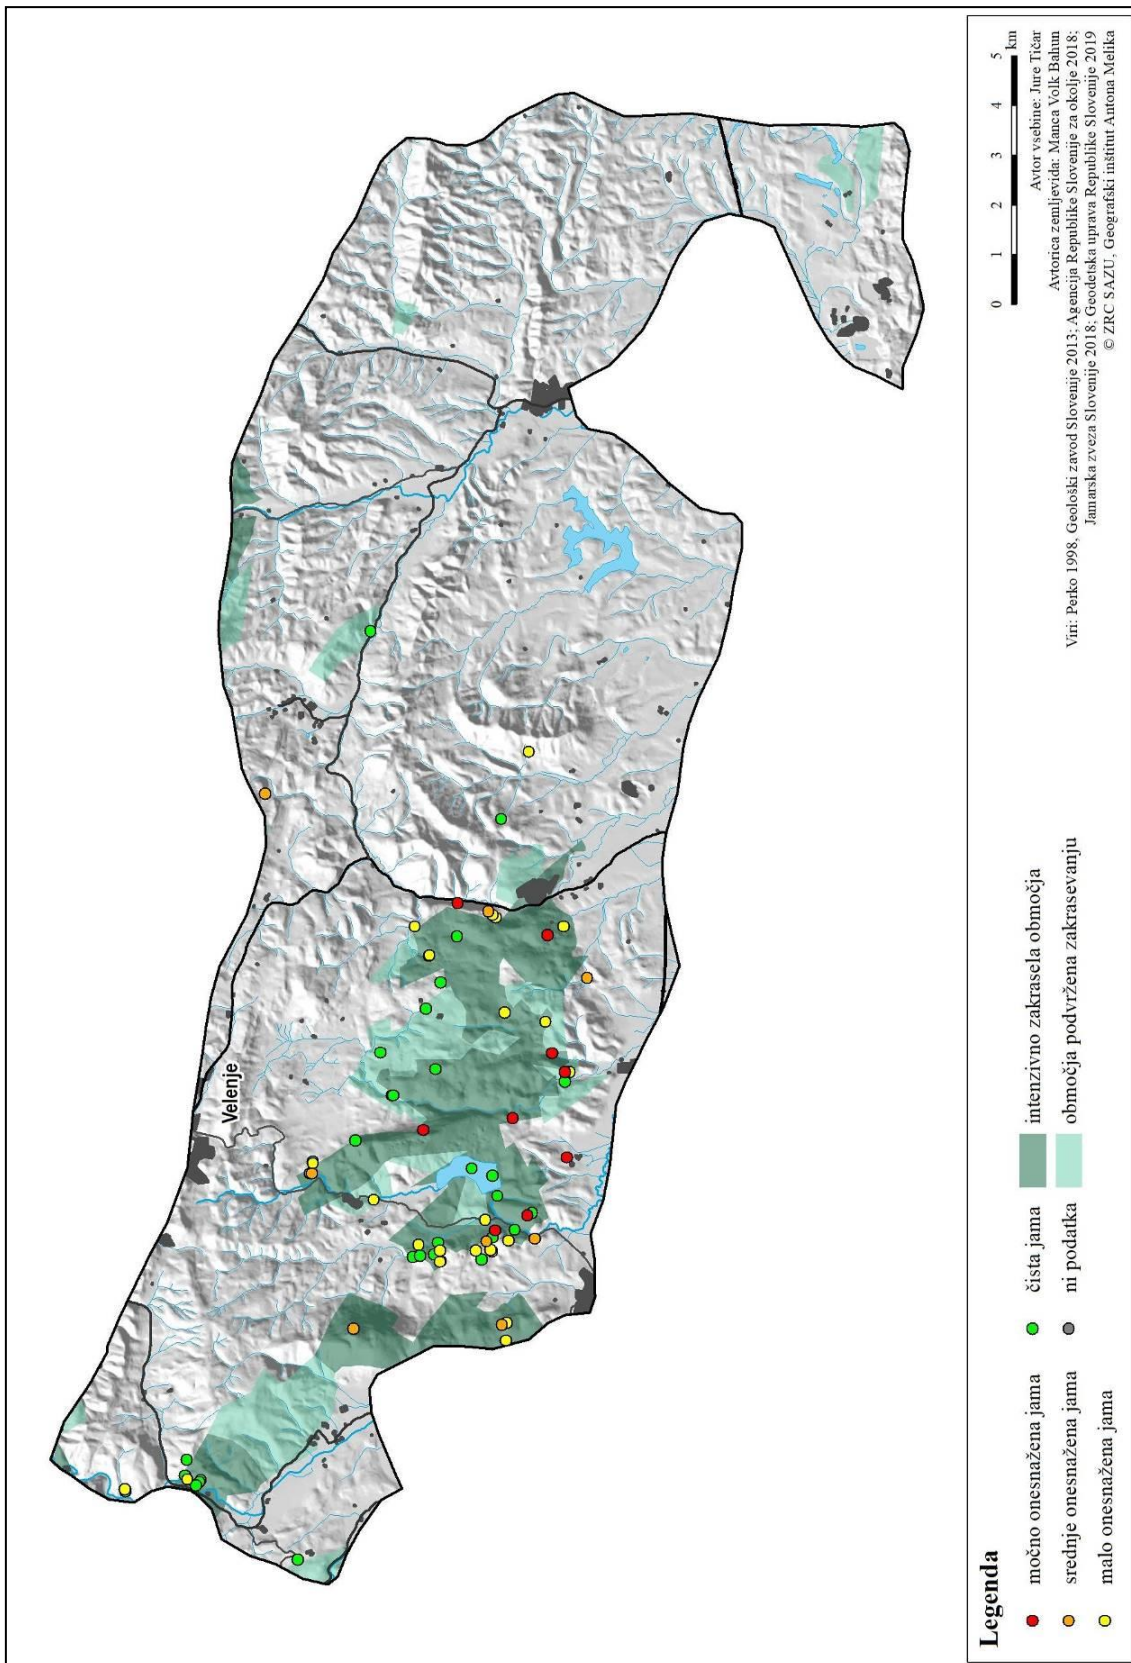 Velenje
Legenda
močno onesnažena jama
srednje onesnažena jama
malo onesnažena jama
čista jama
ni podatka
intenzivno zakrasela območja
območja podvržena zakrasevanju
0 1 2 3 4 5
km
Avtor vsebine: Jure Tičar
Avtorica zemljevida: Manca Volk Bahun
Viri: Perko 1998, Geološki zavod Slovenije 2013; Agencija Republike Slovenije za okolje 2018;
Jamarska zveza Slovenije 2018; Geodetska uprava Republike Slovenije 2019
© ZRC SAZU, Geografski inštitut Antona Melika